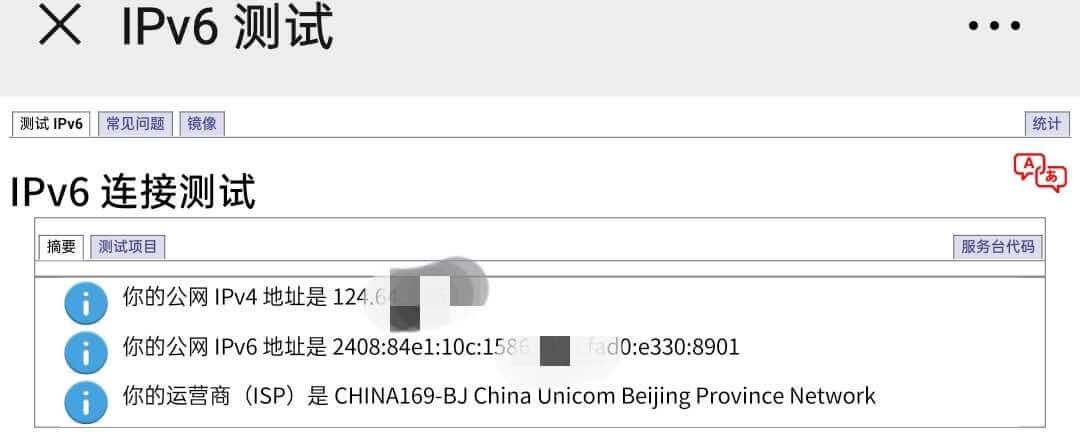 IPv6 测试
测试 IPv6 常见问题 镜像 统计
A あ
IPv6 连接测试
摘要 测试项目 服务台代码
你的公网 IPv4 地址是 124.64
你的公网 IPv6 地址是 2408:84e1:10c:1586 fad0:e330:8901
你的运营商（ISP）是 CHINA169-BJ China Unicom Beijing Province Network